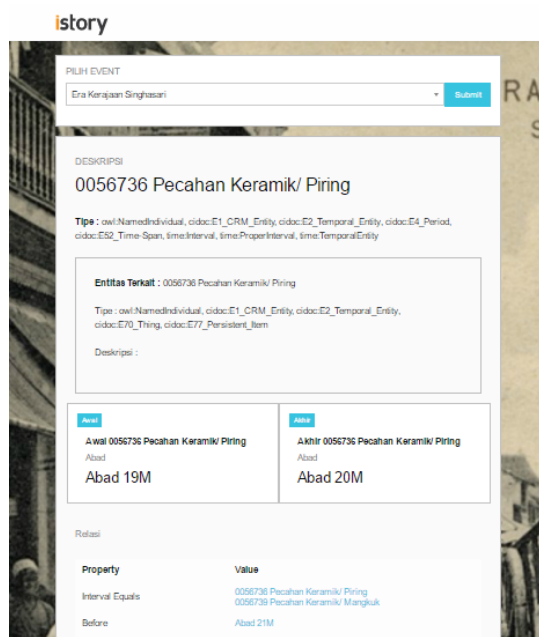 istory
PILIH EVENT
Era Kerajaan Singhasari
Submit
RA
S
DESKRIPSI
0056736 Pecahan Keramik/ Piring
Tipe : owl:NamedIndividual, cidoc:E1_CRM_Entity, cidoc:E2_Temporal_Entity, cidoc:E4_Period,
cidoc:E52_Time-Span, time:Interval, time:ProperInterval, time:TemporalEntity
Entitas Terkait : 0056736 Pecahan Keramik/ Piring
Tipe : owl:NamedIndividual, cidoc:E1_CRM_Entity, cidoc:E2_Temporal_Entity,
cidoc:E70_Thing, cidoc:E77_Persistent_Item
Deskripsi :
Awal
Awal 0056736 Pecahan Keramik/ Piring
Abad
Abad 19M
Akhir
Akhir 0056736 Pecahan Keramik/ Piring
Abad
Abad 20M
Relasi
Property Value
Interval Equals 0056736 Pecahan Keramik/ Piring
0056739 Pecahan Keramik/ Mangkuk
Before Abad 21M